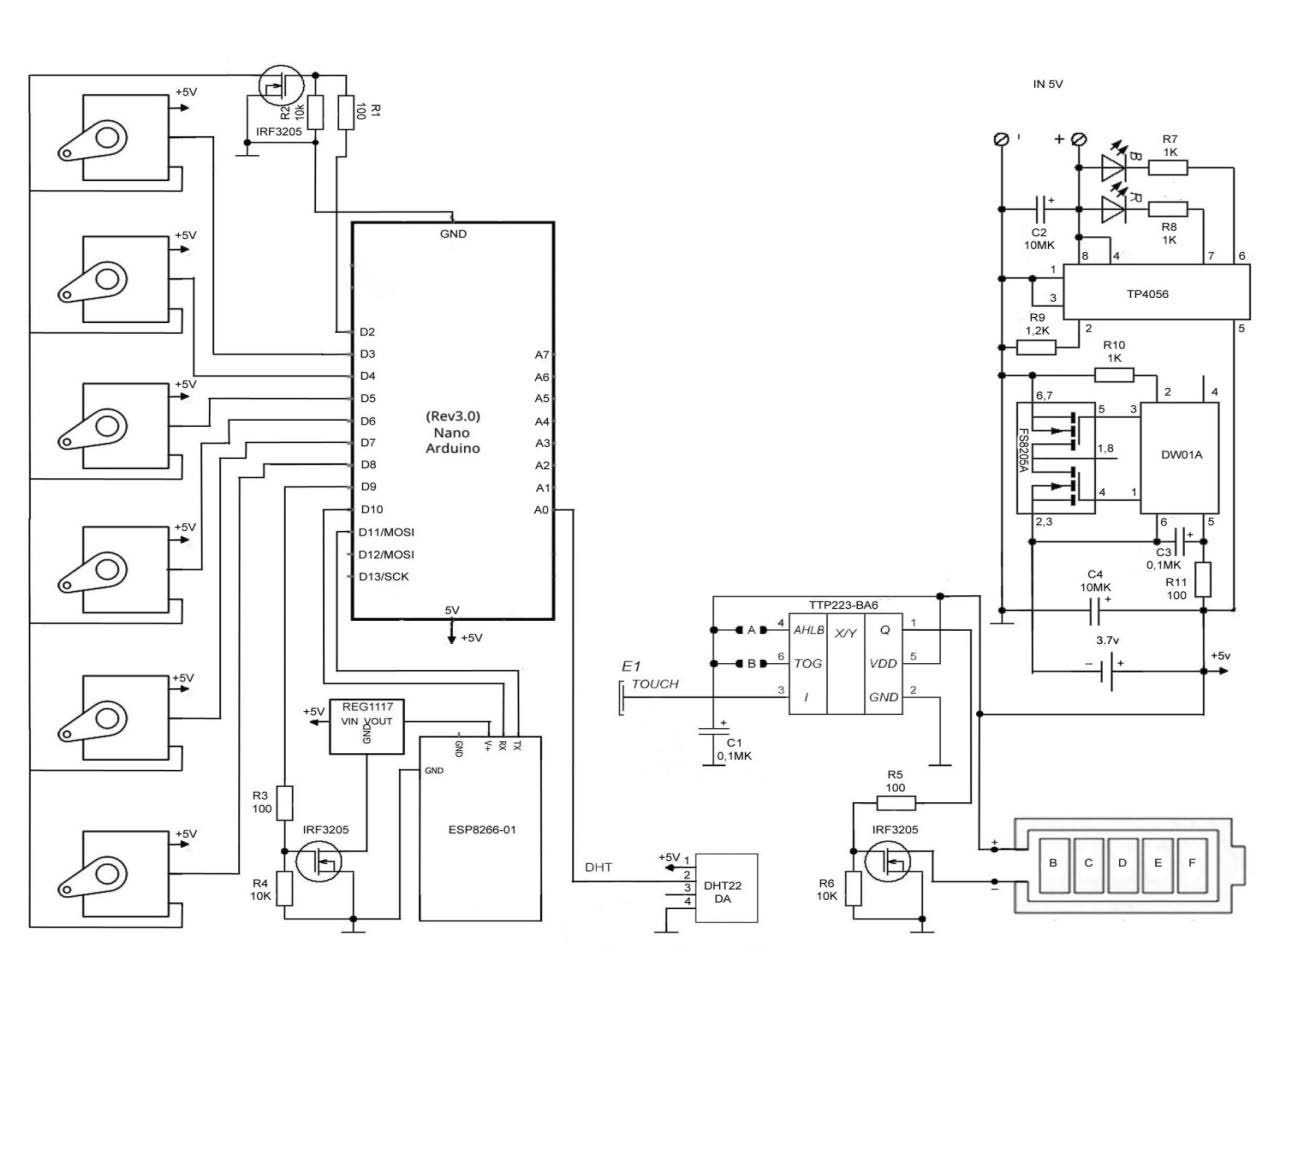 +5V
+5V
+5V
+5V
+5V
+5V
R2
10k
R1
100
IRF3205
GND
D2
D3
D4
D5
D6
D7
D8
D9
D10
D11/MOSI
D12/MOSI
D13/SCK
A7
A6
A5
A4
A3
A2
A1
A0
(Rev3.0)
Nano
Arduino
5V
+5V
REG1117
+5V
VIN VOUT
GND
GND
V+
RX
TX
GND
ESP8266-01
R3
100
IRF3205
R4
10K
DHT
+5V
1
2
3
4
DHT22
DA
E1
TOUCH
TTP223-BA6
A
4
AHLB
X/Y
Q
1
B
6
TOG
VDD
5
3
I
GND
2
+
C1
0,1MK
R5
100
IRF3205
R6
10K
+
–
B
C
D
E
F
IN 5V
'
+
B
R7
1K
R
R8
1K
+
C2
10MK
8
4
7
6
1
3
TP4056
2
5
R9
1,2K
R10
1K
6,7
5
3
2
4
FS8205A
1,8
DW01A
4
1
2,3
6
5
C3
+
0,1MK
R11
100
C4
10MK
+
3.7v
–
+
+5v